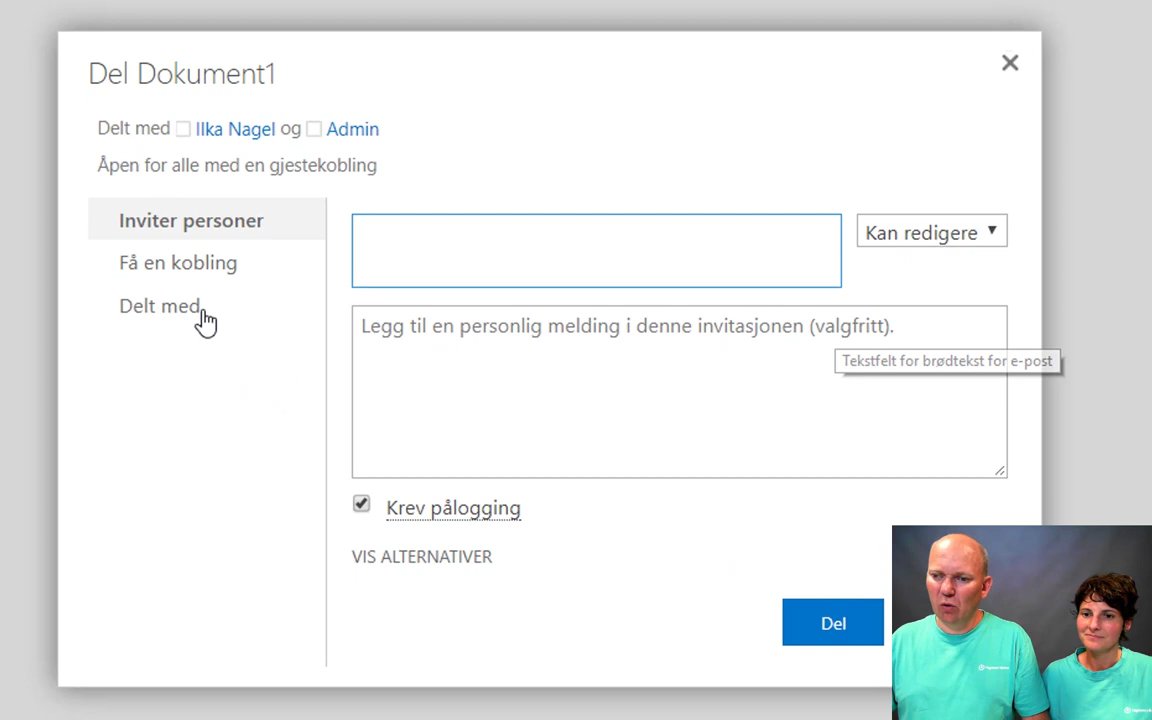 Del Dokument1
Delt med Ilka Nagel og Admin
Åpen for alle med en gjestekobling
Inviter personer
Få en kobling
Delt med
Kan redigere
Legg til en personlig melding i denne invitasjonen (valgfritt).
Tekstfelt for brødtekst for e-post
Krev pålogging
VIS ALTERNATIVER
Del